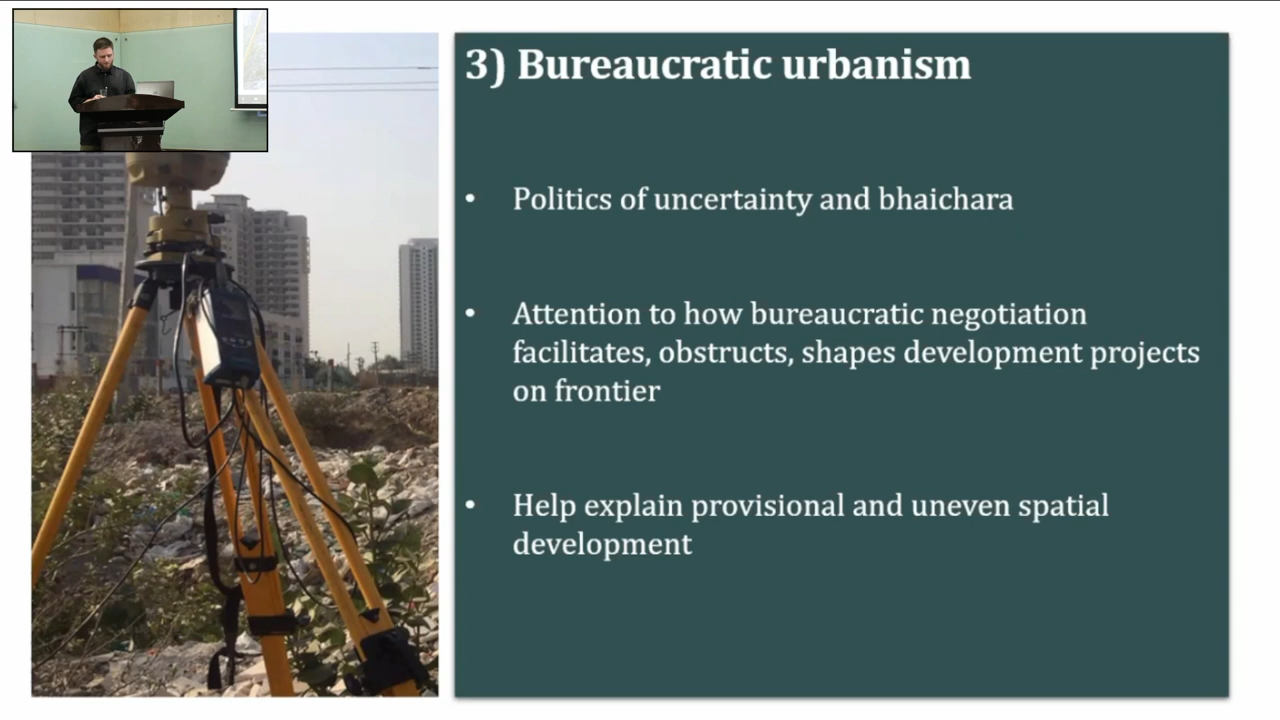 3) Bureaucratic urbanism
• Politics of uncertainty and bhaichara
• Attention to how bureaucratic negotiation
facilitates, obstructs, shapes development projects
on frontier
• Help explain provisional and uneven spatial
development